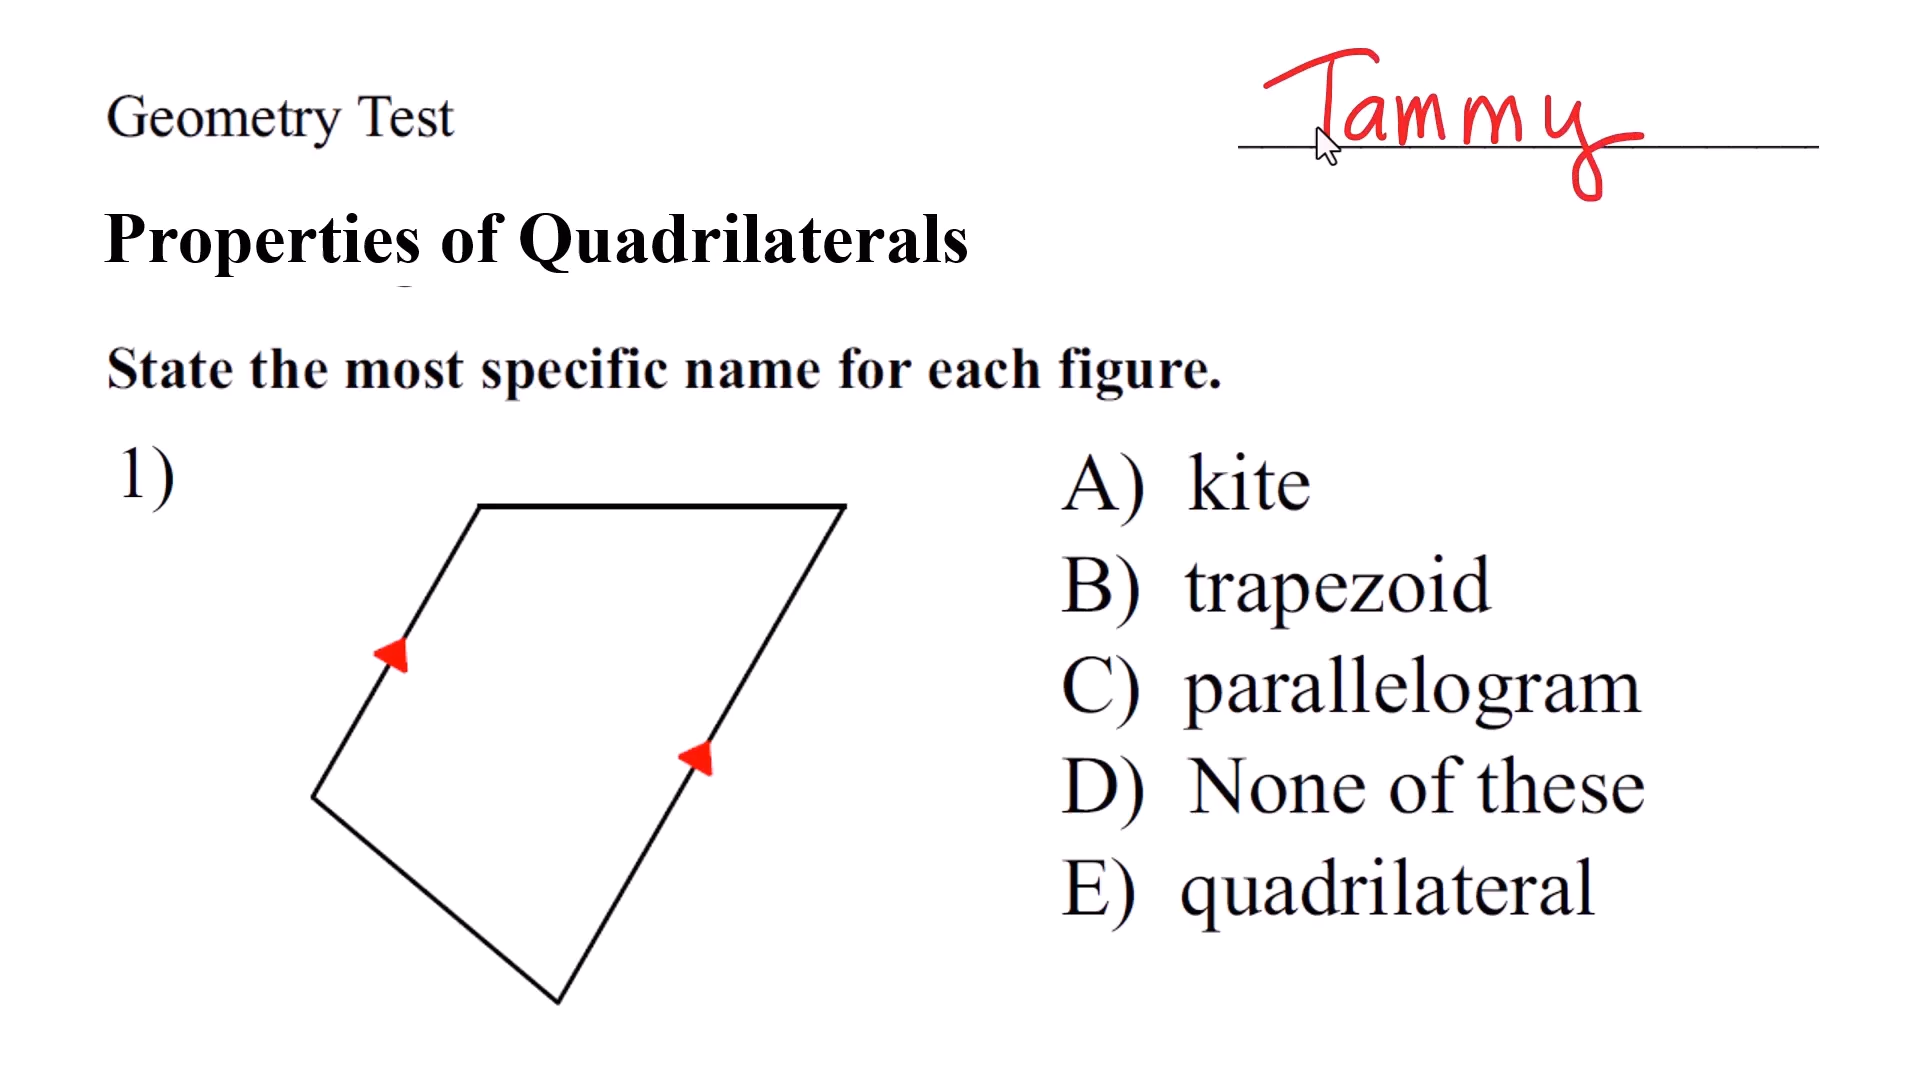 Geometry Test
Tammy
Properties of Quadrilaterals
State the most specific name for each figure.
1)
A) kite
B) trapezoid
C) parallelogram
D) None of these
E) quadrilateral